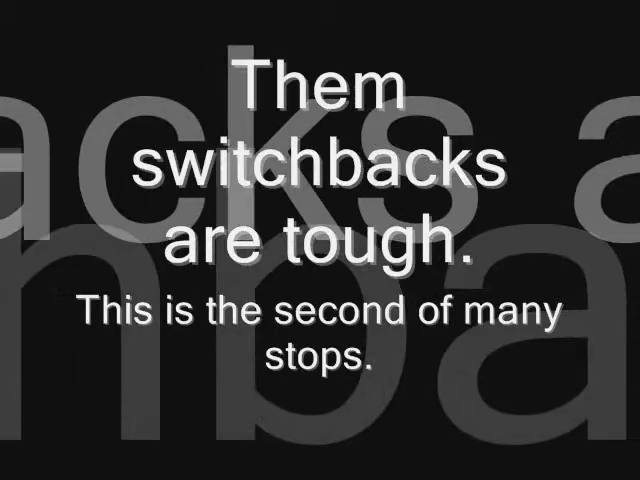 Them
switchbacks
are tough.
This is the second of many
stops.